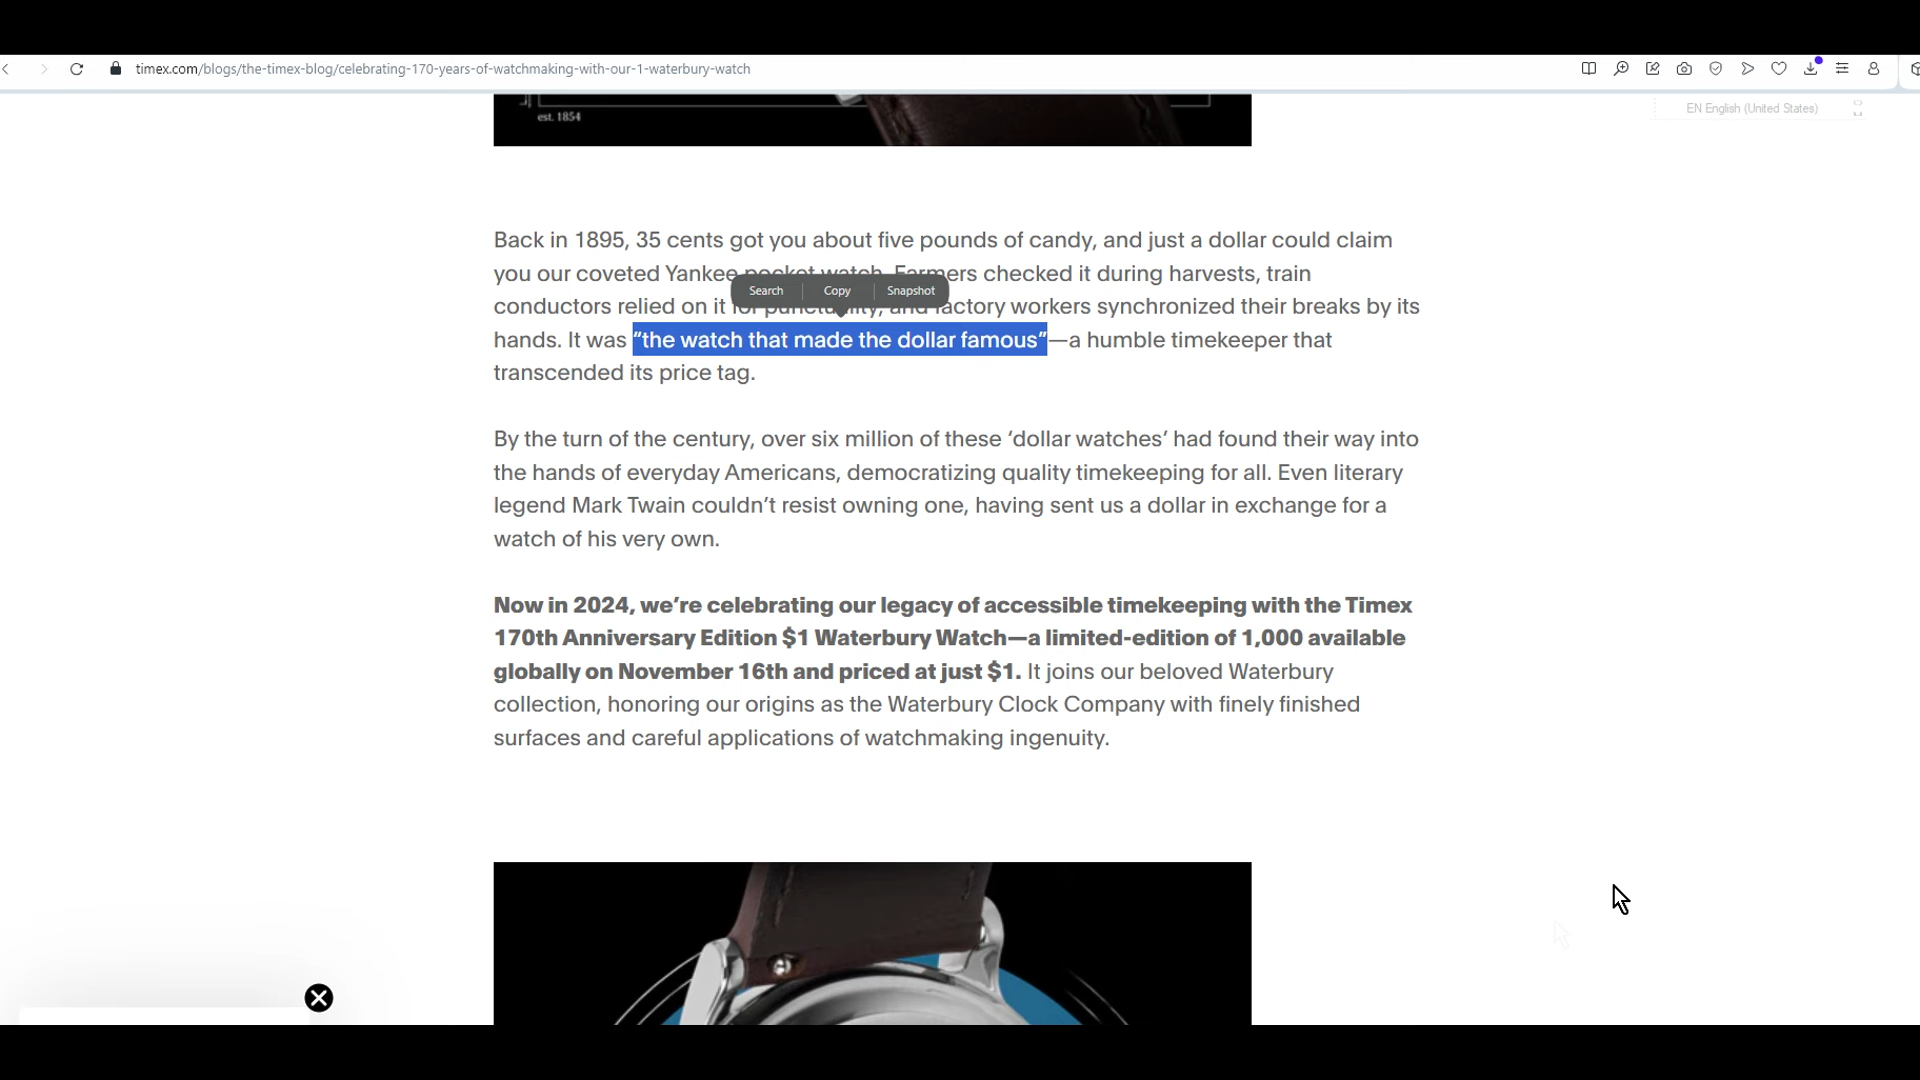 timex.com/blogs/the-timex-blog/celebrating-170-years-of-watchmaking-with-our-1-waterbury-watch
EN English (United States)
est. 1854
Back in 1895, 35 cents got you about five pounds of candy, and just a dollar could claim
you our coveted Yankee pocket watch. Farmers checked it during harvests, train
Search Copy Snapshot
conductors relied on it for punctuality, and factory workers synchronized their breaks by its
hands. It was “the watch that made the dollar famous”—a humble timekeeper that
transcended its price tag.
By the turn of the century, over six million of these ‘dollar watches’ had found their way into
the hands of everyday Americans, democratizing quality timekeeping for all. Even literary
legend Mark Twain couldn’t resist owning one, having sent us a dollar in exchange for a
watch of his very own.
Now in 2024, we’re celebrating our legacy of accessible timekeeping with the Timex
170th Anniversary Edition $1 Waterbury Watch—a limited-edition of 1,000 available
globally on November 16th and priced at just $1. It joins our beloved Waterbury
collection, honoring our origins as the Waterbury Clock Company with finely finished
surfaces and careful applications of watchmaking ingenuity.